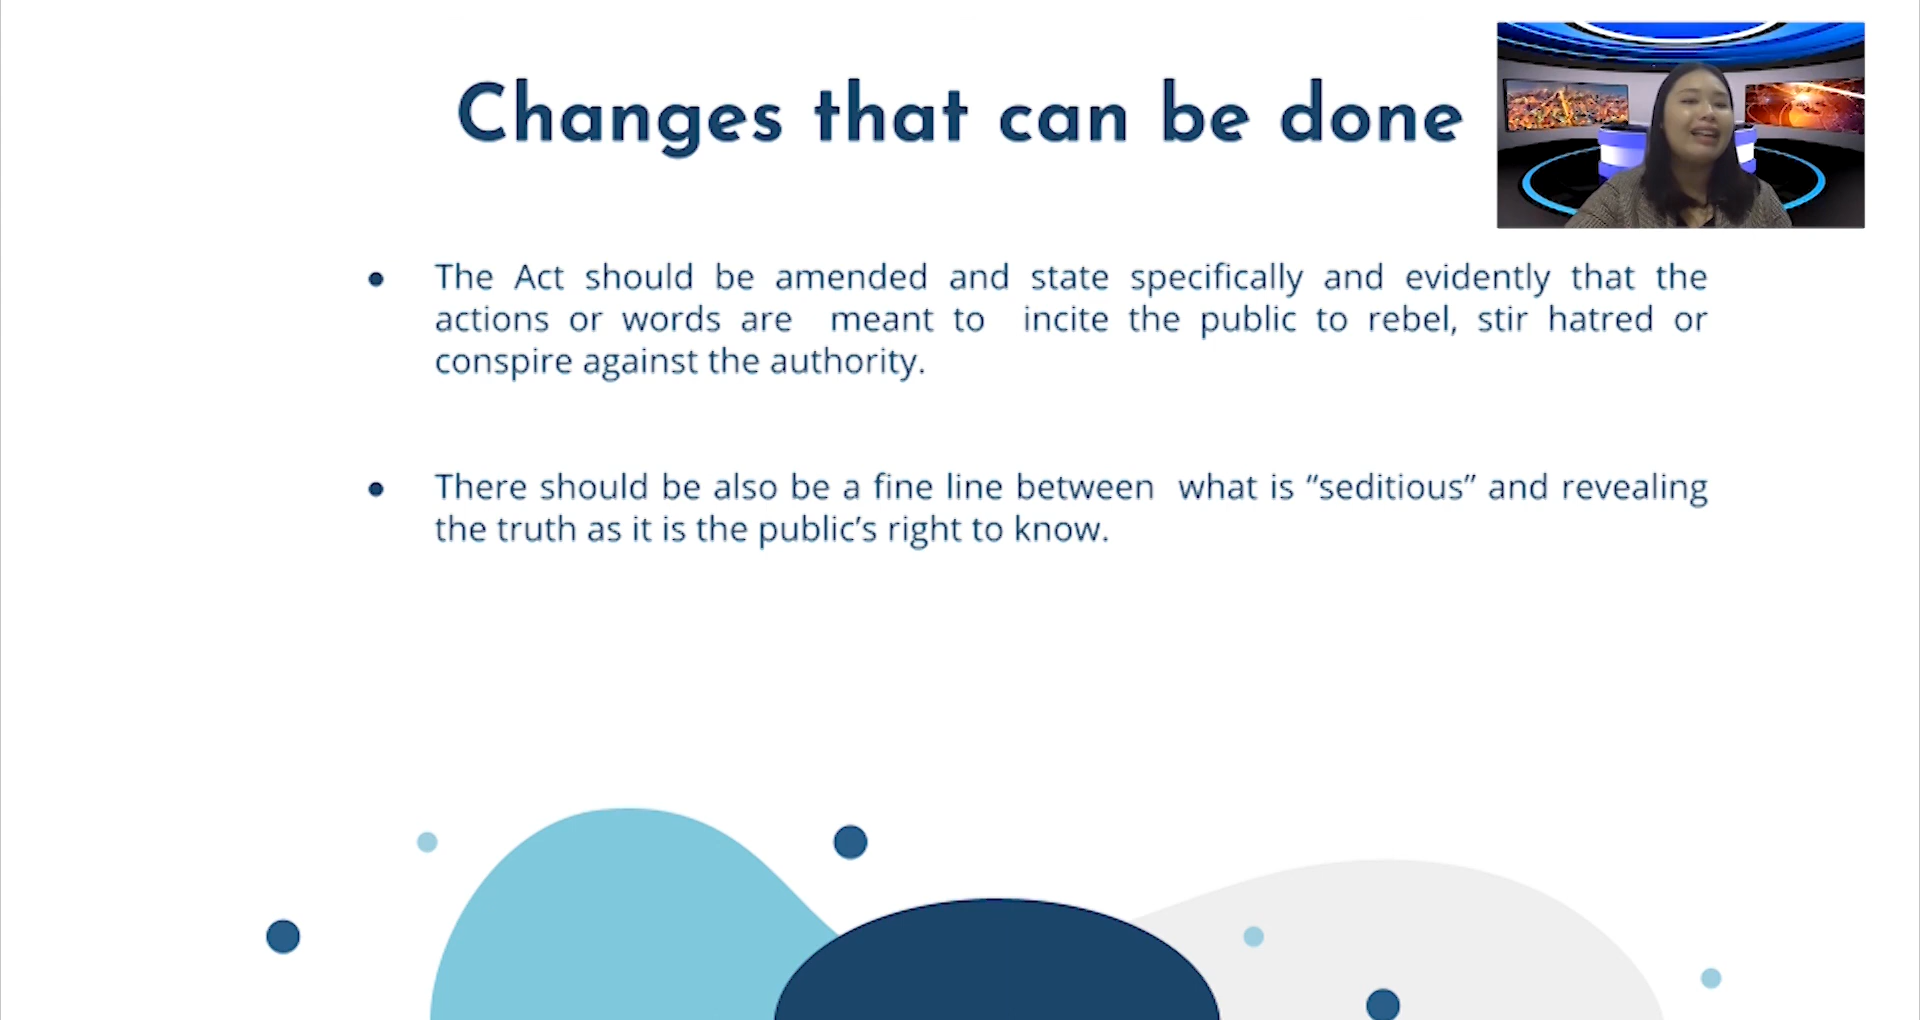 Changes that can be done
• The Act should be amended and state specifically and evidently that the
actions or words are meant to incite the public to rebel, stir hatred or
conspire against the authority.
• There should be also be a fine line between what is “seditious” and revealing
the truth as it is the public’s right to know.